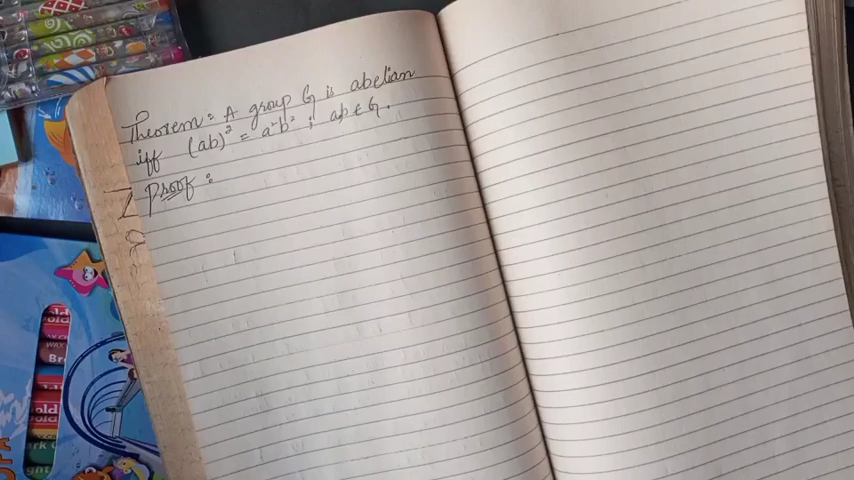 Theorem: A group G is abelian
iff (ab)² = a²b² ; a,b ∈ G.
Proof :